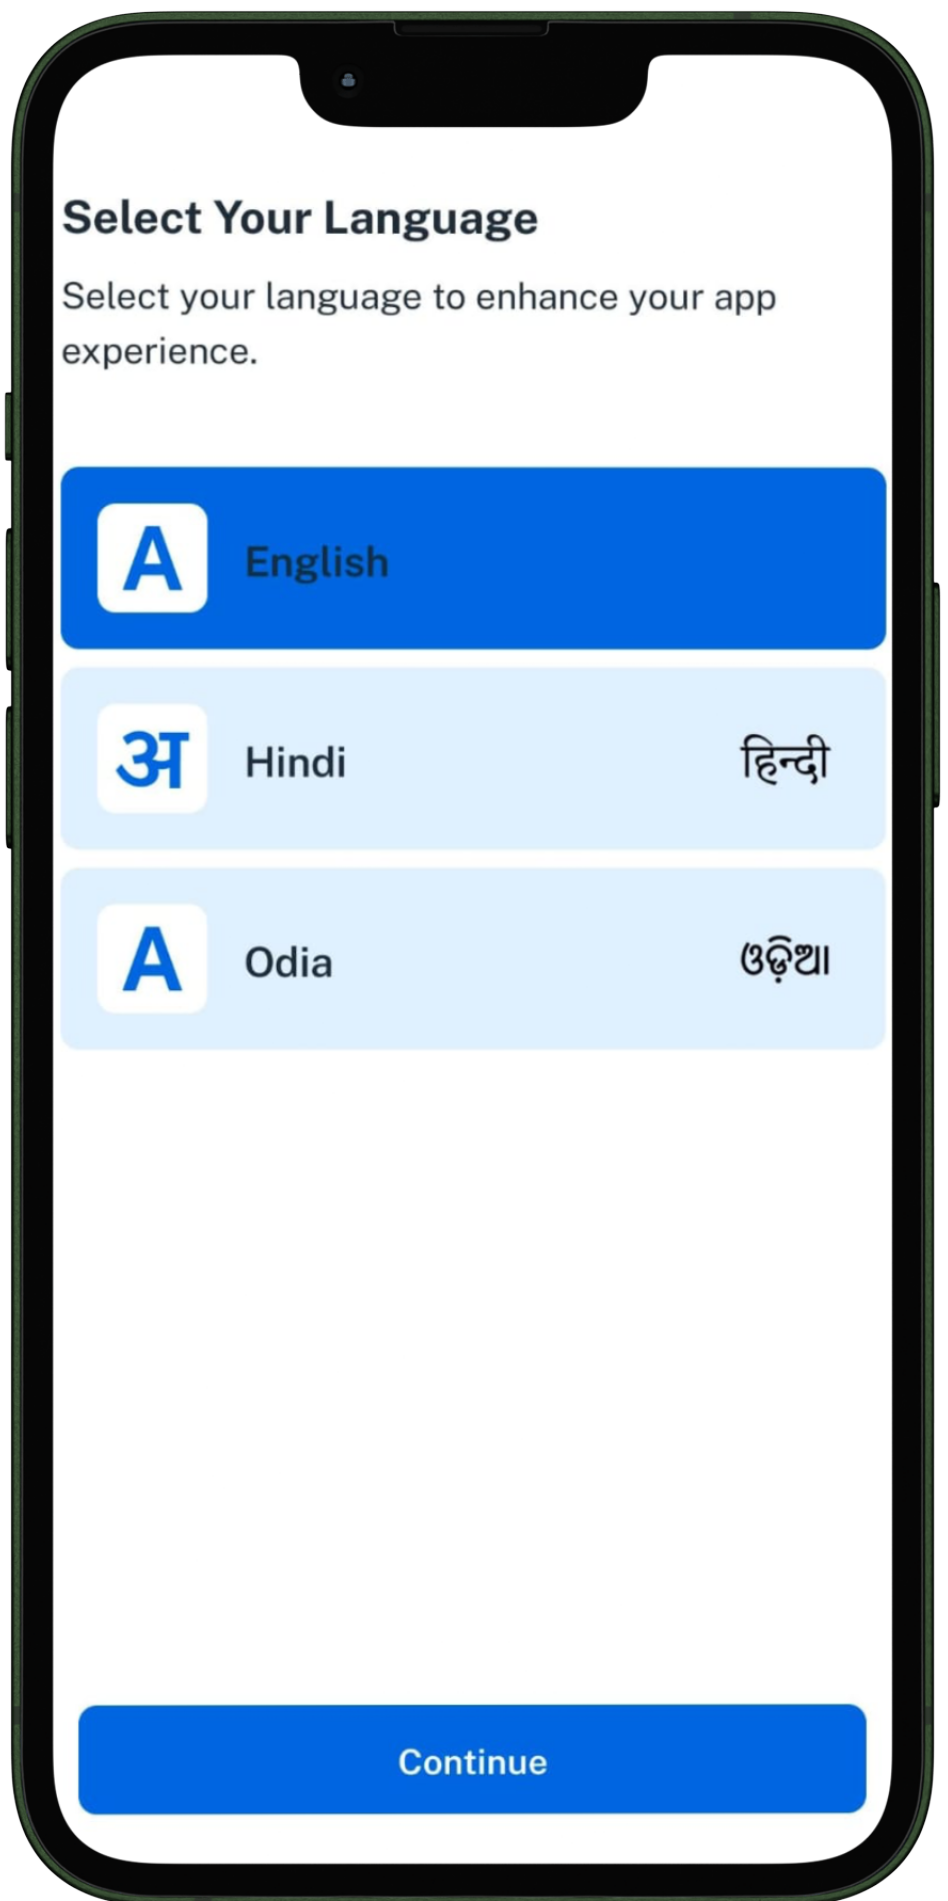 Select Your Language
Select your language to enhance your app
experience.
A English
अ Hindi हिन्दी
A Odia ଓଡ଼ିଆ
Continue